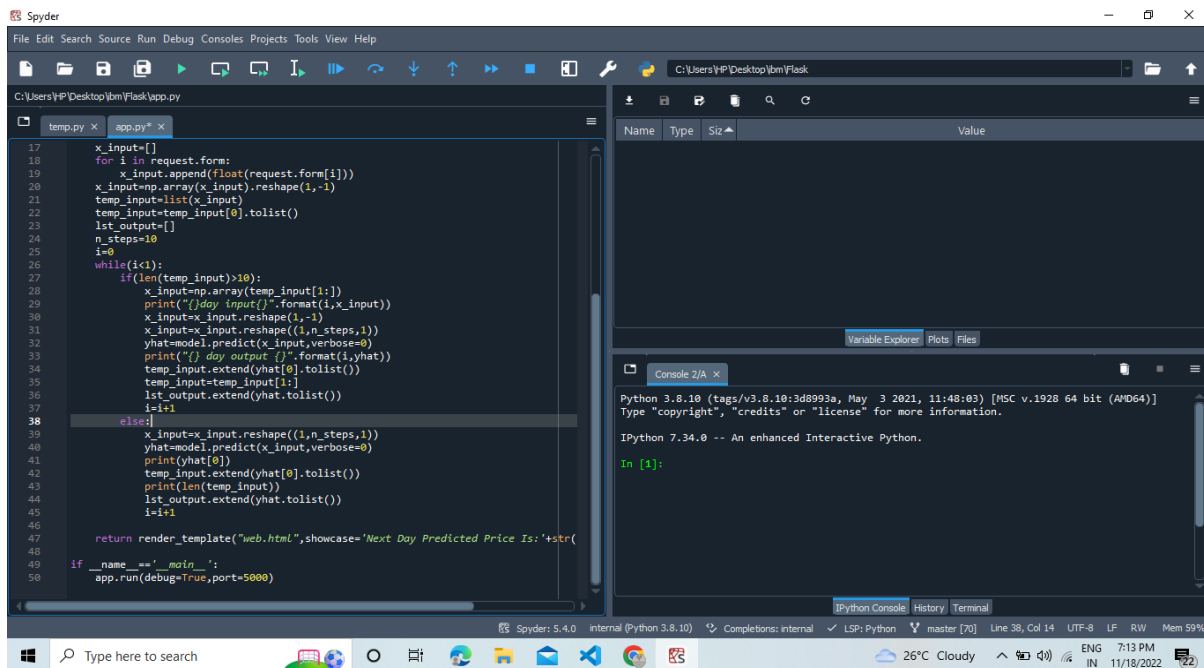 Spyder
File Edit Search Source Run Debug Consoles Projects Tools View Help
C:\Users\HP\Desktop\ibm\Flask
C:\Users\HP\Desktop\ibm\Flask\app.py
temp.py
app.py*
17 x_input=[]
18 for i in request.form:
19 x_input.append(float(request.form[i]))
20 x_input=np.array(x_input).reshape(1,-1)
21 temp_input=list(x_input)
22 temp_input=temp_input[0].tolist()
23 lst_output=[]
24 n_steps=10
25 i=0
26 while(i<1):
27 if(len(temp_input)>10):
28 x_input=np.array(temp_input[1:])
29 print("{}day input{}".format(i,x_input))
30 x_input=x_input.reshape(1,-1)
31 x_input=x_input.reshape((1,n_steps,1))
32 yhat=model.predict(x_input,verbose=0)
33 print("{} day output {}".format(i,yhat))
34 temp_input.extend(yhat[0].tolist())
35 temp_input=temp_input[1:]
36 lst_output.extend(yhat.tolist())
37 i=i+1
38 else:
39 x_input=x_input.reshape((1,n_steps,1))
40 yhat=model.predict(x_input,verbose=0)
41 print(yhat[0])
42 temp_input.extend(yhat[0].tolist())
43 print(len(temp_input))
44 lst_output.extend(yhat.tolist())
45 i=i+1
46
47 return render_template("web.html",showcase='Next Day Predicted Price Is:'+str(
48
49 if __name__=='__main__':
50 app.run(debug=True,port=5000)
Name Type Siz Value
Variable Explorer Plots Files
Console 2/A
Python 3.8.10 (tags/v3.8.10:3d8993a, May 3 2021, 11:48:03) [MSC v.1928 64 bit (AMD64)]
Type "copyright", "credits" or "license" for more information.
IPython 7.34.0 -- An enhanced Interactive Python.
In [1]:
IPython Console History Terminal
Spyder: 5.4.0 internal (Python 3.8.10) Completions: internal LSP: Python master [70] Line 38, Col 14 UTF-8 LF RW Mem 59%
Type here to search
26°C Cloudy
ENG
IN
7:13 PM
11/18/2022